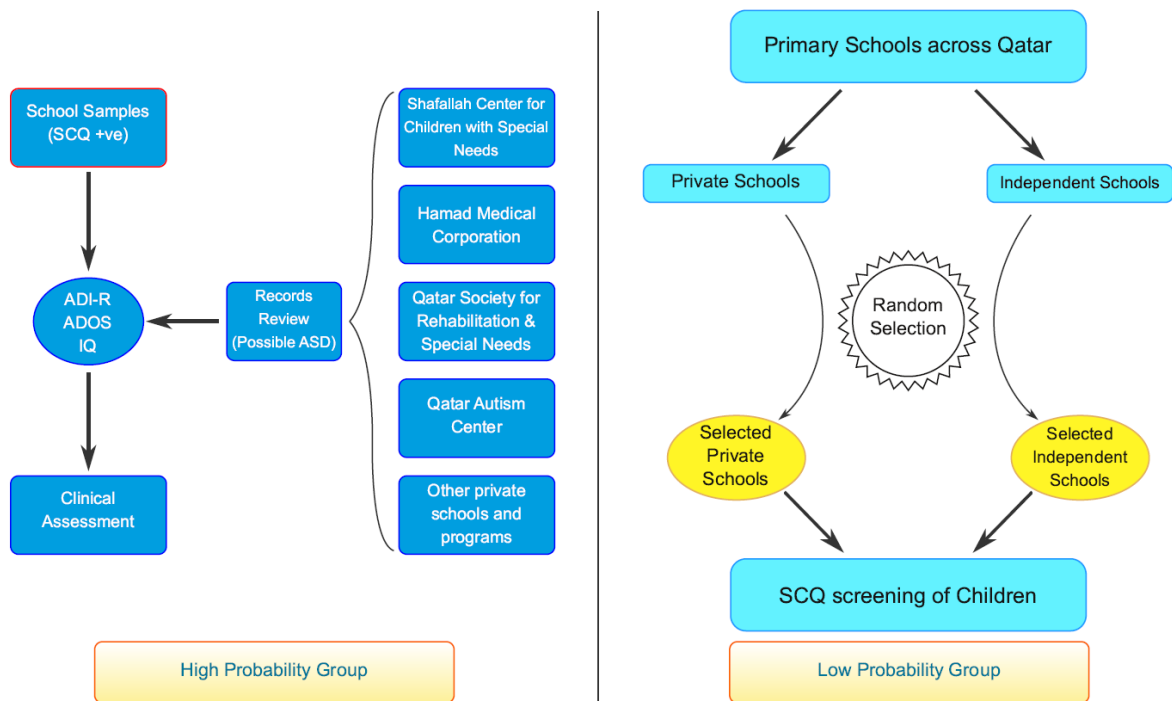 School Samples
(SCQ +ve)
ADI-R
ADOS
IQ
Clinical
Assessment
Records
Review
(Possible ASD)
Shafallah Center for
Children with Special
Needs
Hamad Medical
Corporation
Qatar Society for
Rehabilitation &
Special Needs
Qatar Autism
Center
Other private
schools and
programs
High Probability Group
Primary Schools across Qatar
Private Schools
Independent Schools
Random
Selection
Selected
Private
Schools
Selected
Independent
Schools
SCQ screening of Children
Low Probability Group